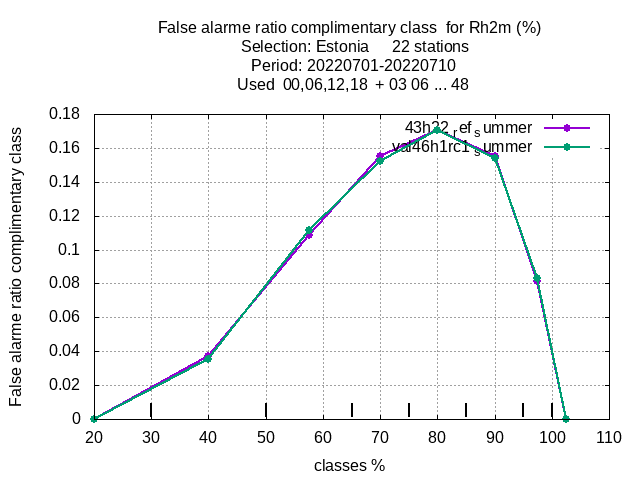 False alarme ratio complimentary class  for Rh2m (%)
Selection: Estonia     22 stations
Period: 20220701-20220710
Used  00,06,12,18  + 03 06 ... 48
False alarme ratio complimentary class
0.18
0.16
0.14
0.12
0.1
0.08
0.06
0.04
0.02
0
43h22_ref_summer
val46h1rc1_summer
20 30 40 50 60 70 80 90 100 110
classes %